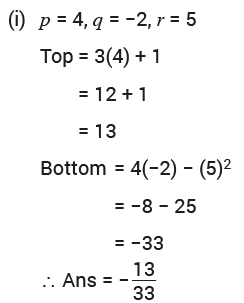 (i) p = 4, q = −2, r = 5
Top = 3(4) + 1
= 12 + 1
= 13
Bottom = 4(−2) − (5)²
= −8 − 25
= −33
∴ Ans = −13/33